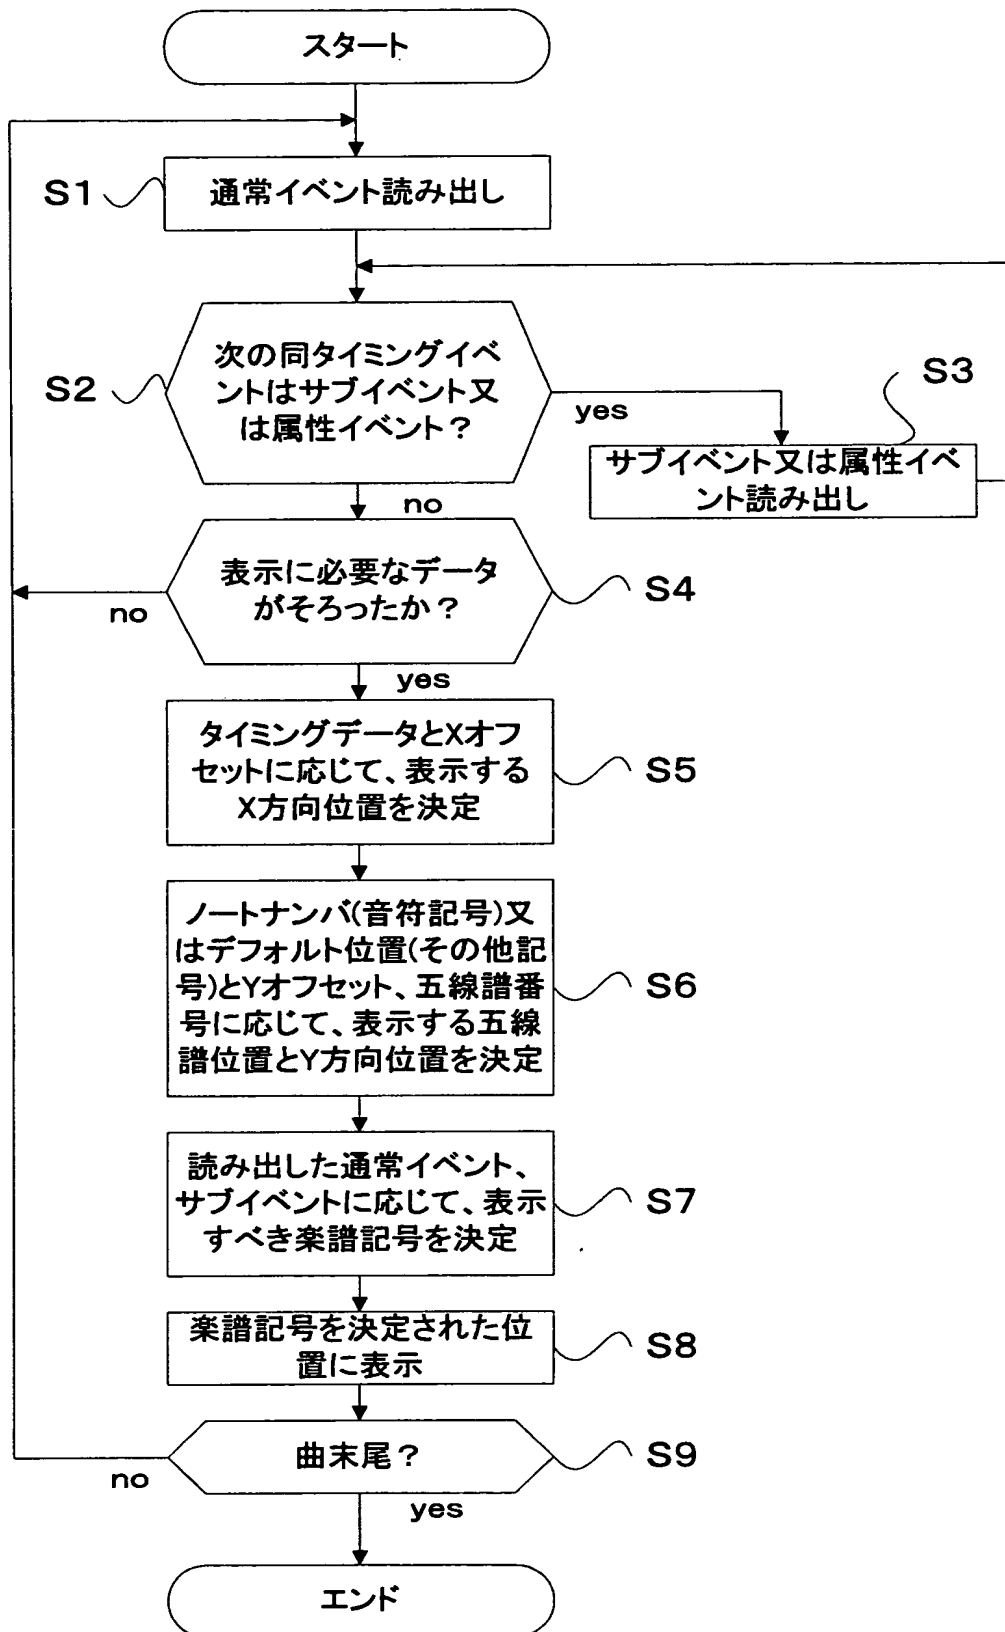 スタート
S1
通常イベント読み出し
S2
次の同タイミングイベ
ントはサブイベント又
は属性イベント？
yes
S3
サブイベント又は属性イベ
ント読み出し
no
表示に必要なデータ
がそろったか？
S4
no
yes
タイミングデータとXオフ
セットに応じて、表示する
X方向位置を決定
S5
ノートナンバ(音符記号)又
はデフォルト位置(その他記
号)とYオフセット、五線譜番
号に応じて、表示する五線
譜位置とY方向位置を決定
S6
読み出した通常イベント、
サブイベントに応じて、表示
すべき楽譜記号を決定
S7
楽譜記号を決定された位
置に表示
S8
曲末尾？
S9
no
yes
エンド